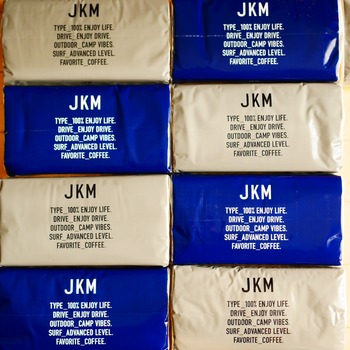 JKM
TYPE_100% ENJOY LIFE.
DRIVE_ENJOY DRIVE.
OUTDOOR_CAMP VIBES.
SURF_ADVANCED LEVEL.
FAVORITE_COFFEE.
JKM
TYPE_100% ENJOY LIFE.
DRIVE_ENJOY DRIVE.
OUTDOOR_CAMP VIBES.
SURF_ADVANCED LEVEL.
FAVORITE_COFFEE.
JKM
TYPE_100% ENJOY LIFE.
DRIVE_ENJOY DRIVE.
OUTDOOR_CAMP VIBES.
SURF_ADVANCED LEVEL.
FAVORITE_COFFEE.
JKM
TYPE_100% ENJOY LIFE.
DRIVE_ENJOY DRIVE.
OUTDOOR_CAMP VIBES.
SURF_ADVANCED LEVEL.
FAVORITE_COFFEE.
JKM
TYPE_100% ENJOY LIFE.
DRIVE_ENJOY DRIVE.
OUTDOOR_CAMP VIBES.
SURF_ADVANCED LEVEL.
FAVORITE_COFFEE.
JKM
TYPE_100% ENJOY LIFE.
DRIVE_ENJOY DRIVE.
OUTDOOR_CAMP VIBES.
SURF_ADVANCED LEVEL.
FAVORITE_COFFEE.
JKM
TYPE_100% ENJOY LIFE.
DRIVE_ENJOY DRIVE.
OUTDOOR_CAMP VIBES.
SURF_ADVANCED LEVEL.
FAVORITE_COFFEE.
JKM
TYPE_100% ENJOY LIFE.
DRIVE_ENJOY DRIVE.
OUTDOOR_CAMP VIBES.
SURF_ADVANCED LEVEL.
FAVORITE_COFFEE.